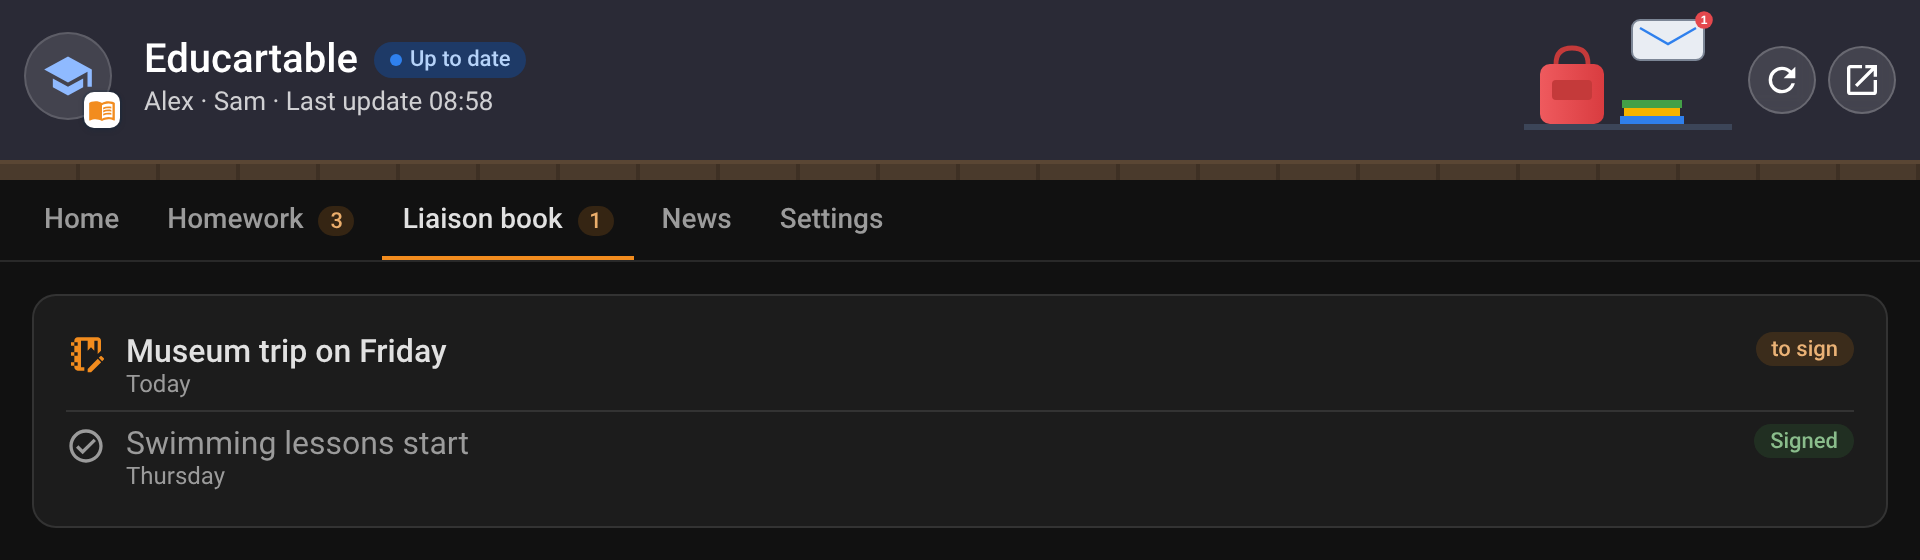 Educartable
Up to date
Alex · Sam · Last update 08:58
1
Home
Homework 3
Liaison book 1
News
Settings
Museum trip on Friday
to sign
Today
Swimming lessons start
Signed
Thursday